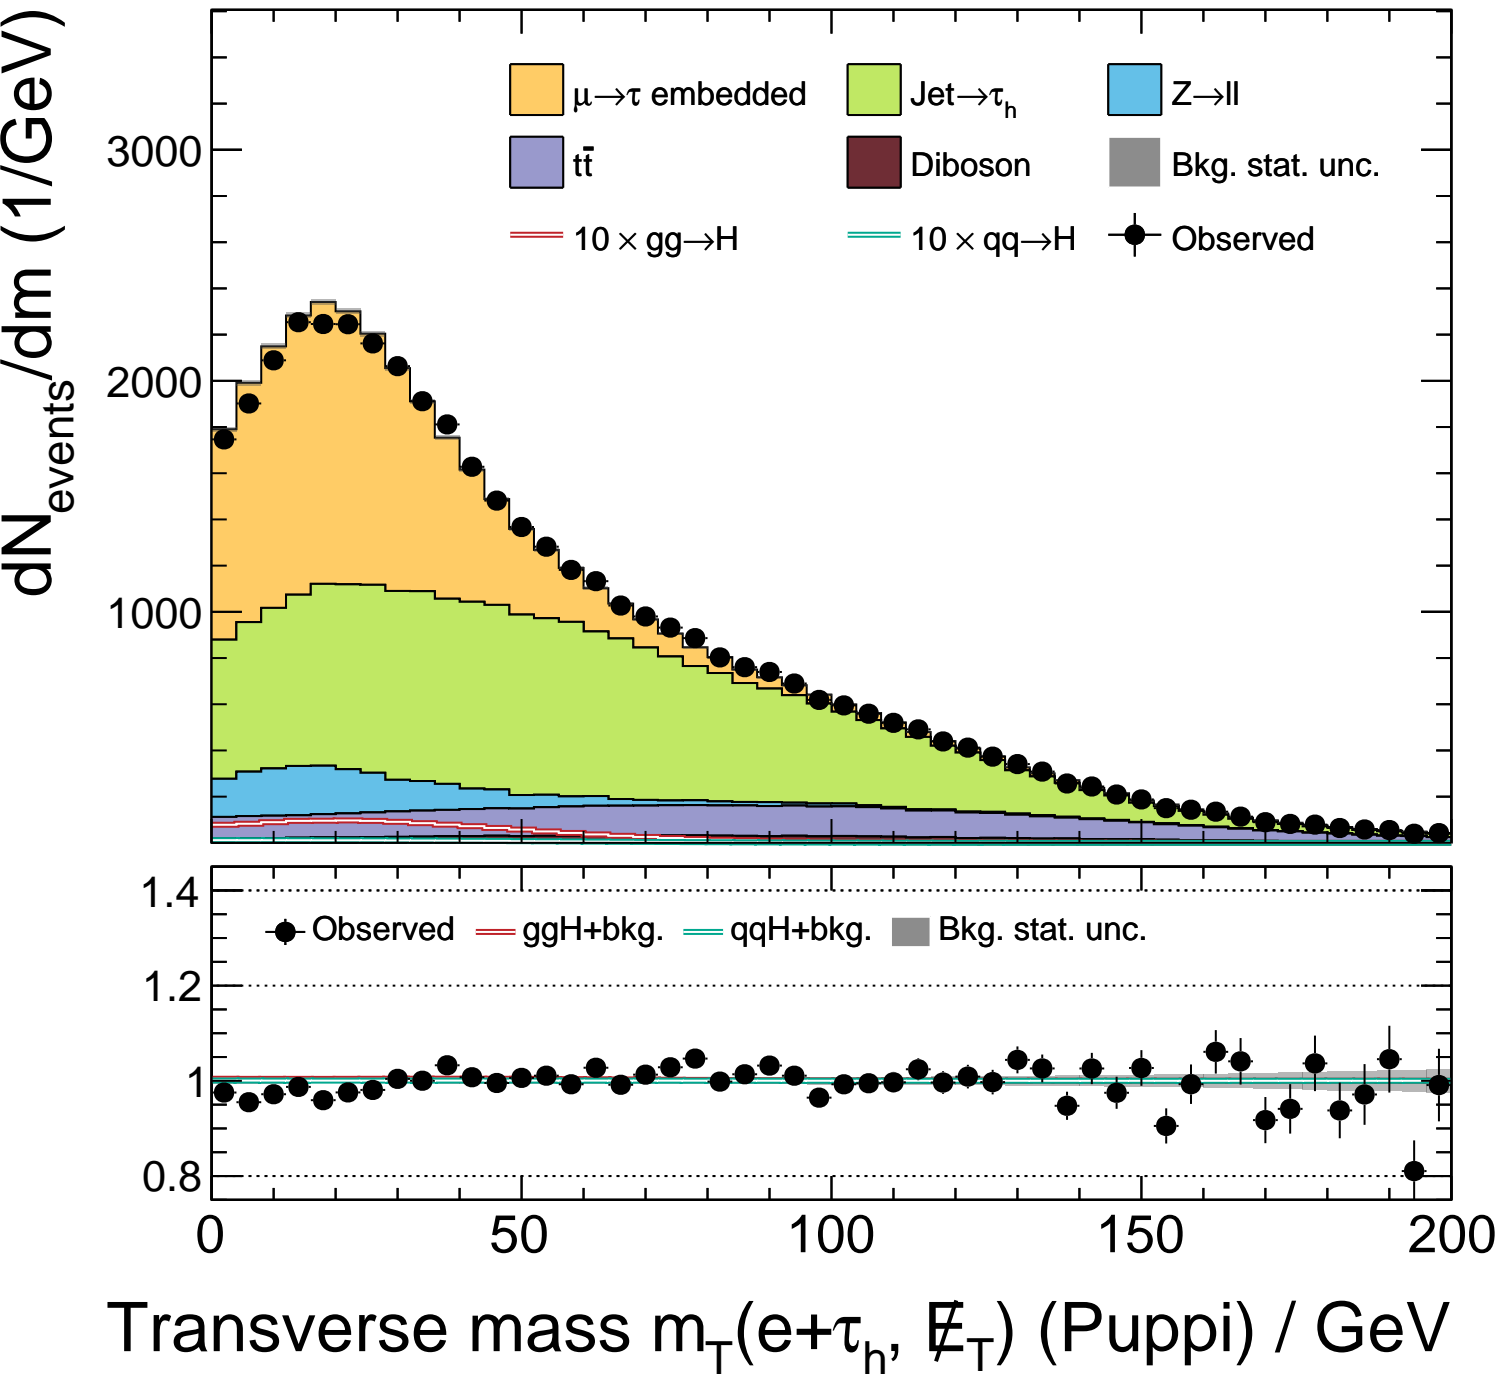 dN_events/dm (1/GeV)
3000
2000
1000
μ→τ embedded Jet→τ_h Z→ll
tt̄ Diboson Bkg. stat. unc.
10 × gg→H 10 × qq→H Observed
1.4
1.2
1
0.8
Observed ggH+bkg. qqH+bkg. Bkg. stat. unc.
0 50 100 150 200
Transverse mass m_T(e+τ_h, E̸_T) (Puppi) / GeV